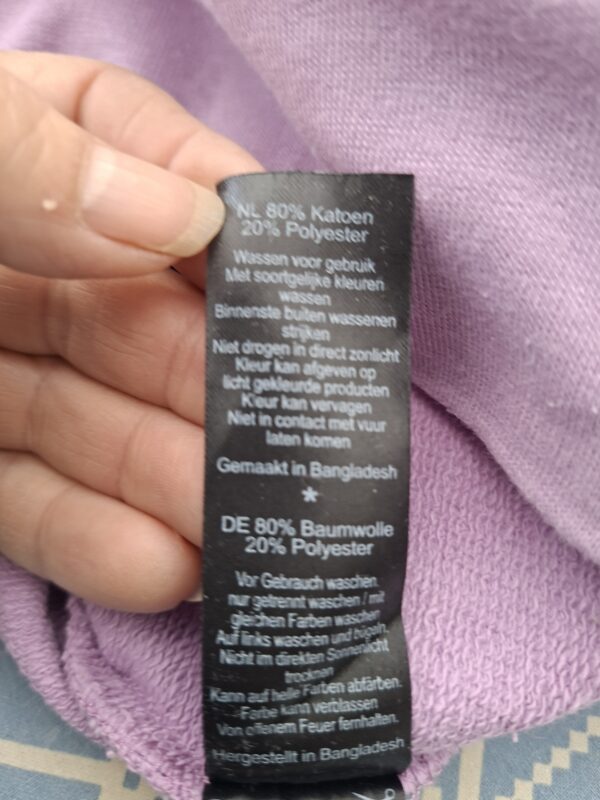 NL 80% Katoen
20% Polyester
Wassen voor gebruik
Met soortgelijke kleuren
wassen
Binnenste buiten wassenen
strijken
Niet drogen in direct zonlicht
Kleur kan afgeven op
licht gekleurde producten
Kleur kan vervagen
Niet in contact met vuur
laten komen
Gemaakt in Bangladesh
*
DE 80% Baumwolle
20% Polyester
Vor Gebrauch waschen.
nur getrennt waschen / mit
gleichen Farben waschen
Auf links waschen und bügeln.
Nicht im direkten Sonnenlicht
trocknen
Kann auf helle Farben abfärben.
Farbe kann verblassen
Von offenem Feuer fernhalten.
Hergestellt in Bangladesh